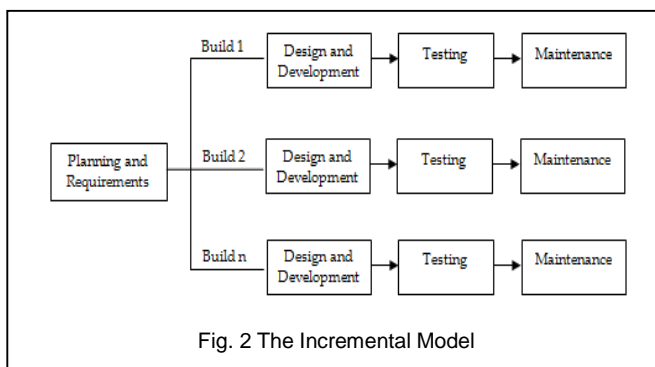 Build 1
Design and
Development
Testing
Maintenance
Planning and
Requirements
Build 2
Design and
Development
Testing
Maintenance
Build n
Design and
Development
Testing
Maintenance
Fig. 2 The Incremental Model